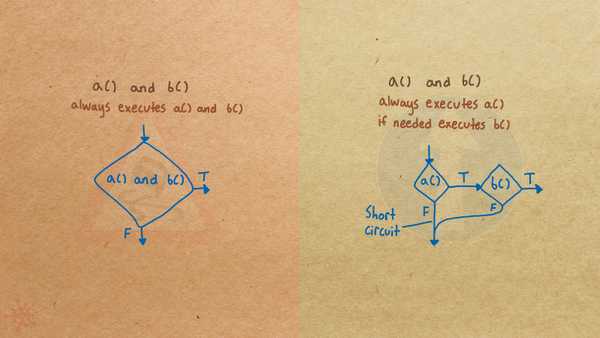 a() and b()
always executes a() and b()
a() and b()
T
F
a() and b()
always executes a()
if needed executes b()
a()
T
b()
T
F
F
Short
circuit